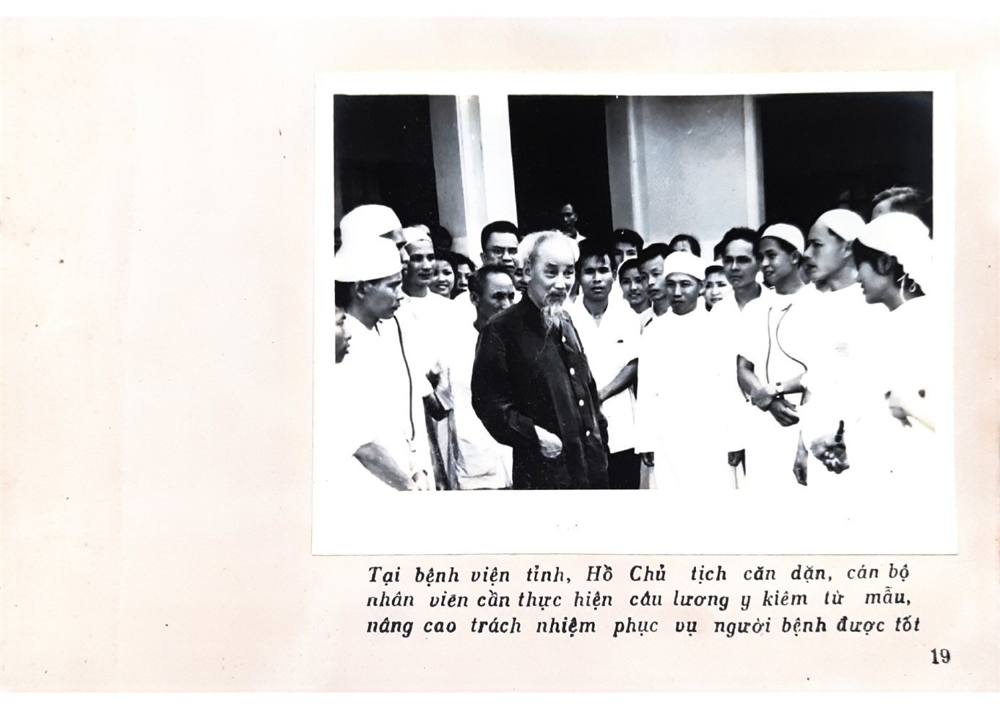 Tại bệnh viện tỉnh, Hồ Chủ tịch căn dặn, cán bộ
nhân viên cần thực hiện câu lương y kiêm từ mẫu,
nâng cao trách nhiệm phục vụ người bệnh được tốt
19